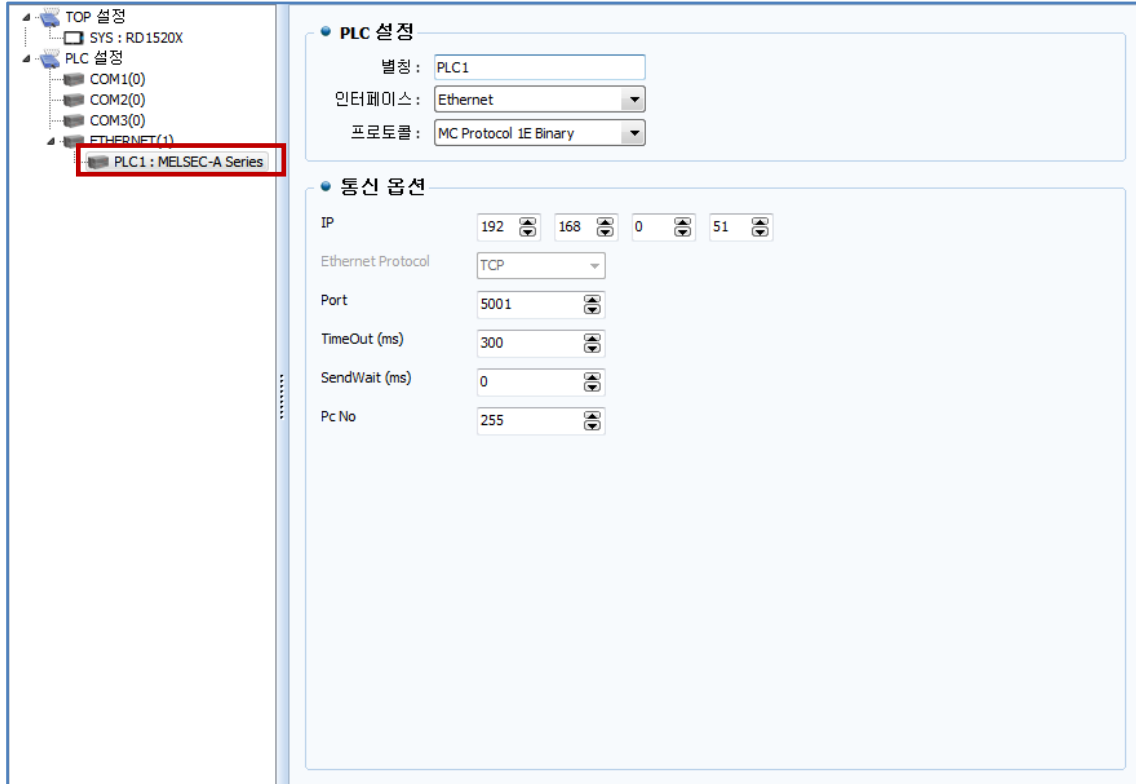 TOP 설정
SYS : RD1520X
PLC 설정
COM1(0)
COM2(0)
COM3(0)
ETHERNET(1)
PLC1 : MELSEC-A Series
PLC 설정
별칭 : PLC1
인터페이스 : Ethernet
프로토콜 : MC Protocol 1E Binary
통신 옵션
IP 192 168 0 51
Ethernet Protocol TCP
Port 5001
TimeOut (ms) 300
SendWait (ms) 0
Pc No 255